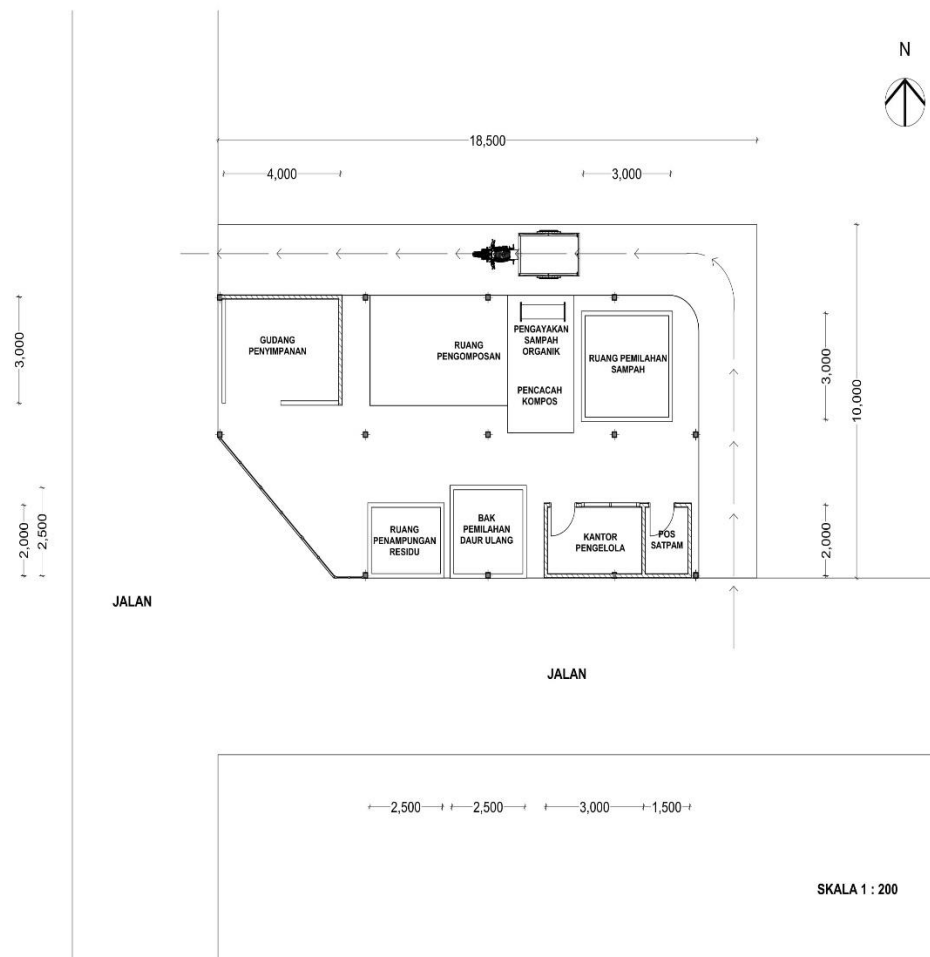 N
18,500
4,000
3,000
3,000
GUDANG
PENYIMPANAN
RUANG
PENGOMPOSAN
PENGAYAKAN
SAMPAH
ORGANIK
PENCACAH
KOMPOS
RUANG PEMILAHAN
SAMPAH
3,000
10,000
2,000
2,500
RUANG
PENAMPUNGAN
RESIDU
BAK
PEMILAHAN
DAUR ULANG
KANTOR
PENGELOLA
POS
SATPAM
2,000
JALAN
JALAN
2,500
2,500
3,000
1,500
SKALA 1 : 200